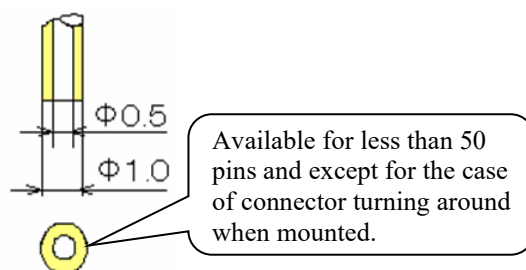 Φ0.5
Φ1.0
Available for less than 50
pins and except for the case
of connector turning around
when mounted.